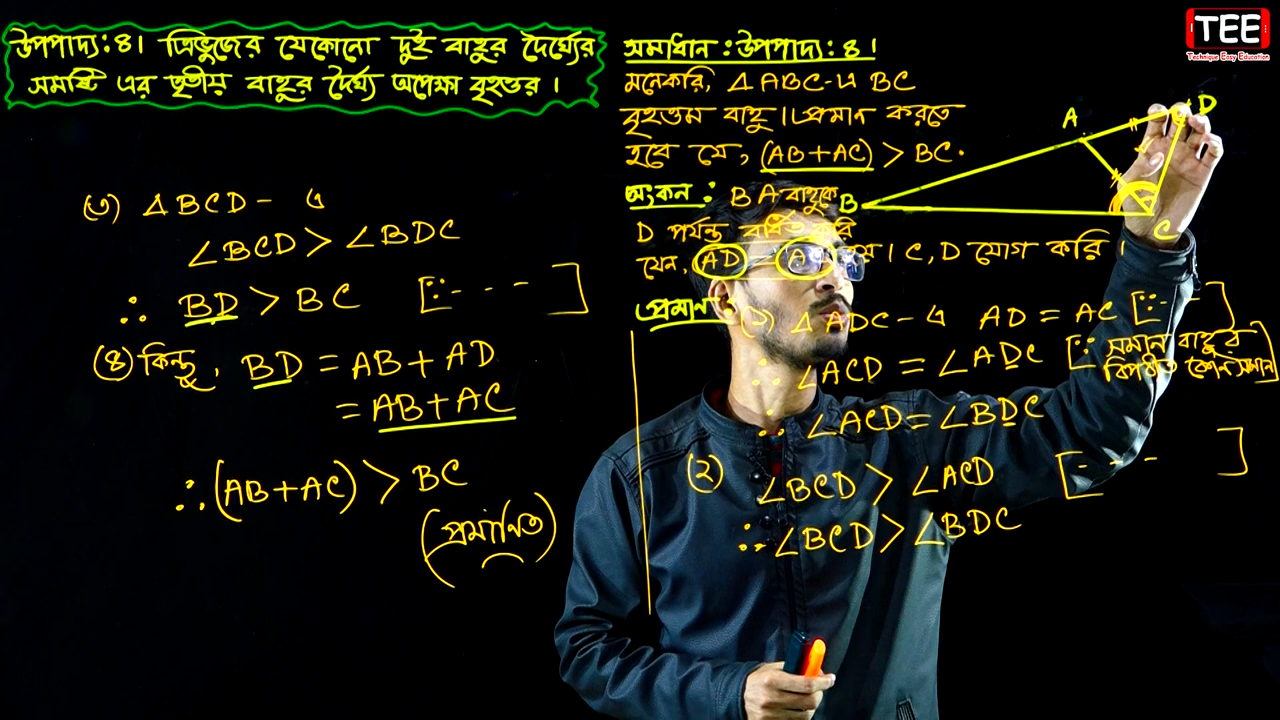 উপপাদ্য:৪। ত্রিভুজের যেকোনো দুই বাহুর দৈর্ঘ্যের
সমষ্টি এর তৃতীয় বাহুর দৈর্ঘ্য অপেক্ষা বৃহত্তর।
TEE
Technique Easy Education
সমাধান : উপপাদ্য : ৪।
মনেকরি, △ABC-এ BC
বৃহত্তম বাহু। প্রমান করতে
হবে যে, (AB+AC) > BC.
A
D
B
C
অংকন : BA বাহুকে
D পর্যন্ত বর্ধিত করি
যেন, AD = A হয়। C, D যোগ করি।
প্রমান :
(১) △ADC-এ AD = AC [∵ - - ]
∴ ∠ACD = ∠ADC [∵ সমান বাহুর
বিপরীত কোন সমান]
∴ ∠ACD = ∠BDC
(২) ∠BCD > ∠ACD [- - - ]
∴ ∠BCD > ∠BDC
(৩) △BCD- এ
∠BCD > ∠BDC
∴ BD > BC [∵ - - - ]
(৪) কিন্তু, BD = AB + AD
= AB + AC
∴ (AB+AC) > BC
(প্রমাণিত)